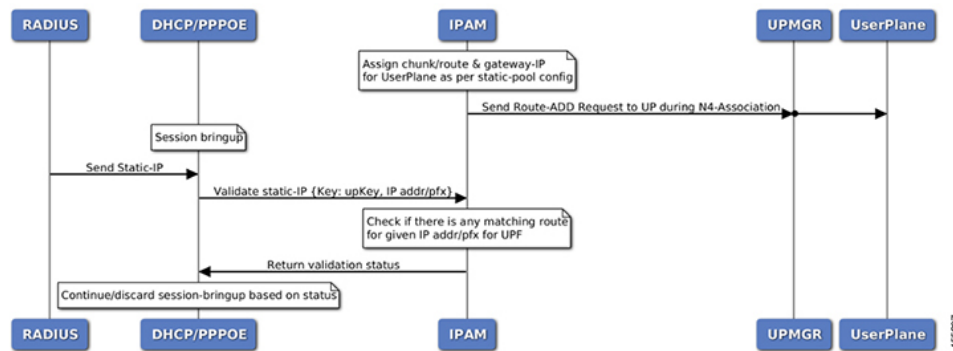 RADIUS
DHCP/PPPOE
IPAM
UPMGR
UserPlane
Assign chunk/route & gateway-IP
for UserPlane as per static-pool config
Send Route-ADD Request to UP during N4-Association
Session bringup
Send Static-IP
Validate static-IP {Key: upKey, IP addr/pfx}
Check if there is any matching route
for given IP addr/pfx for UPF
Return validation status
Continue/discard session-bringup based on status
RADIUS
DHCP/PPPOE
IPAM
UPMGR
UserPlane